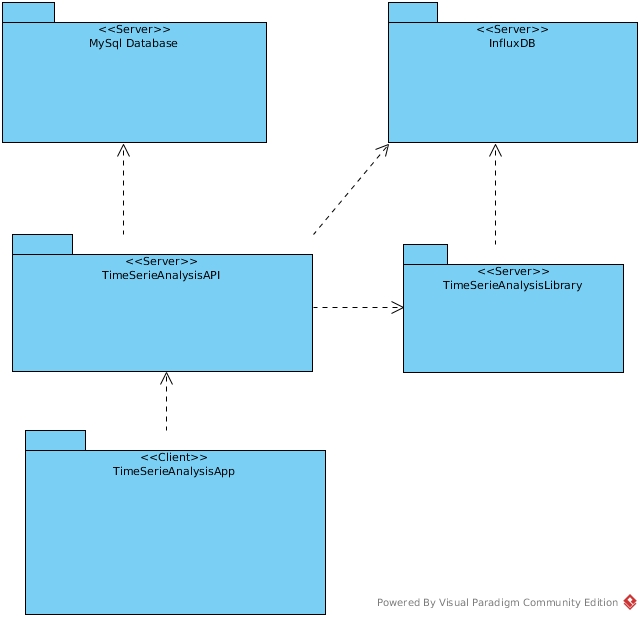 <<Server>>
MySql Database
<<Server>>
InfluxDB
<<Server>>
TimeSerieAnalysisAPI
<<Server>>
TimeSerieAnalysisLibrary
<<Client>>
TimeSerieAnalysisApp
Powered By Visual Paradigm Community Edition